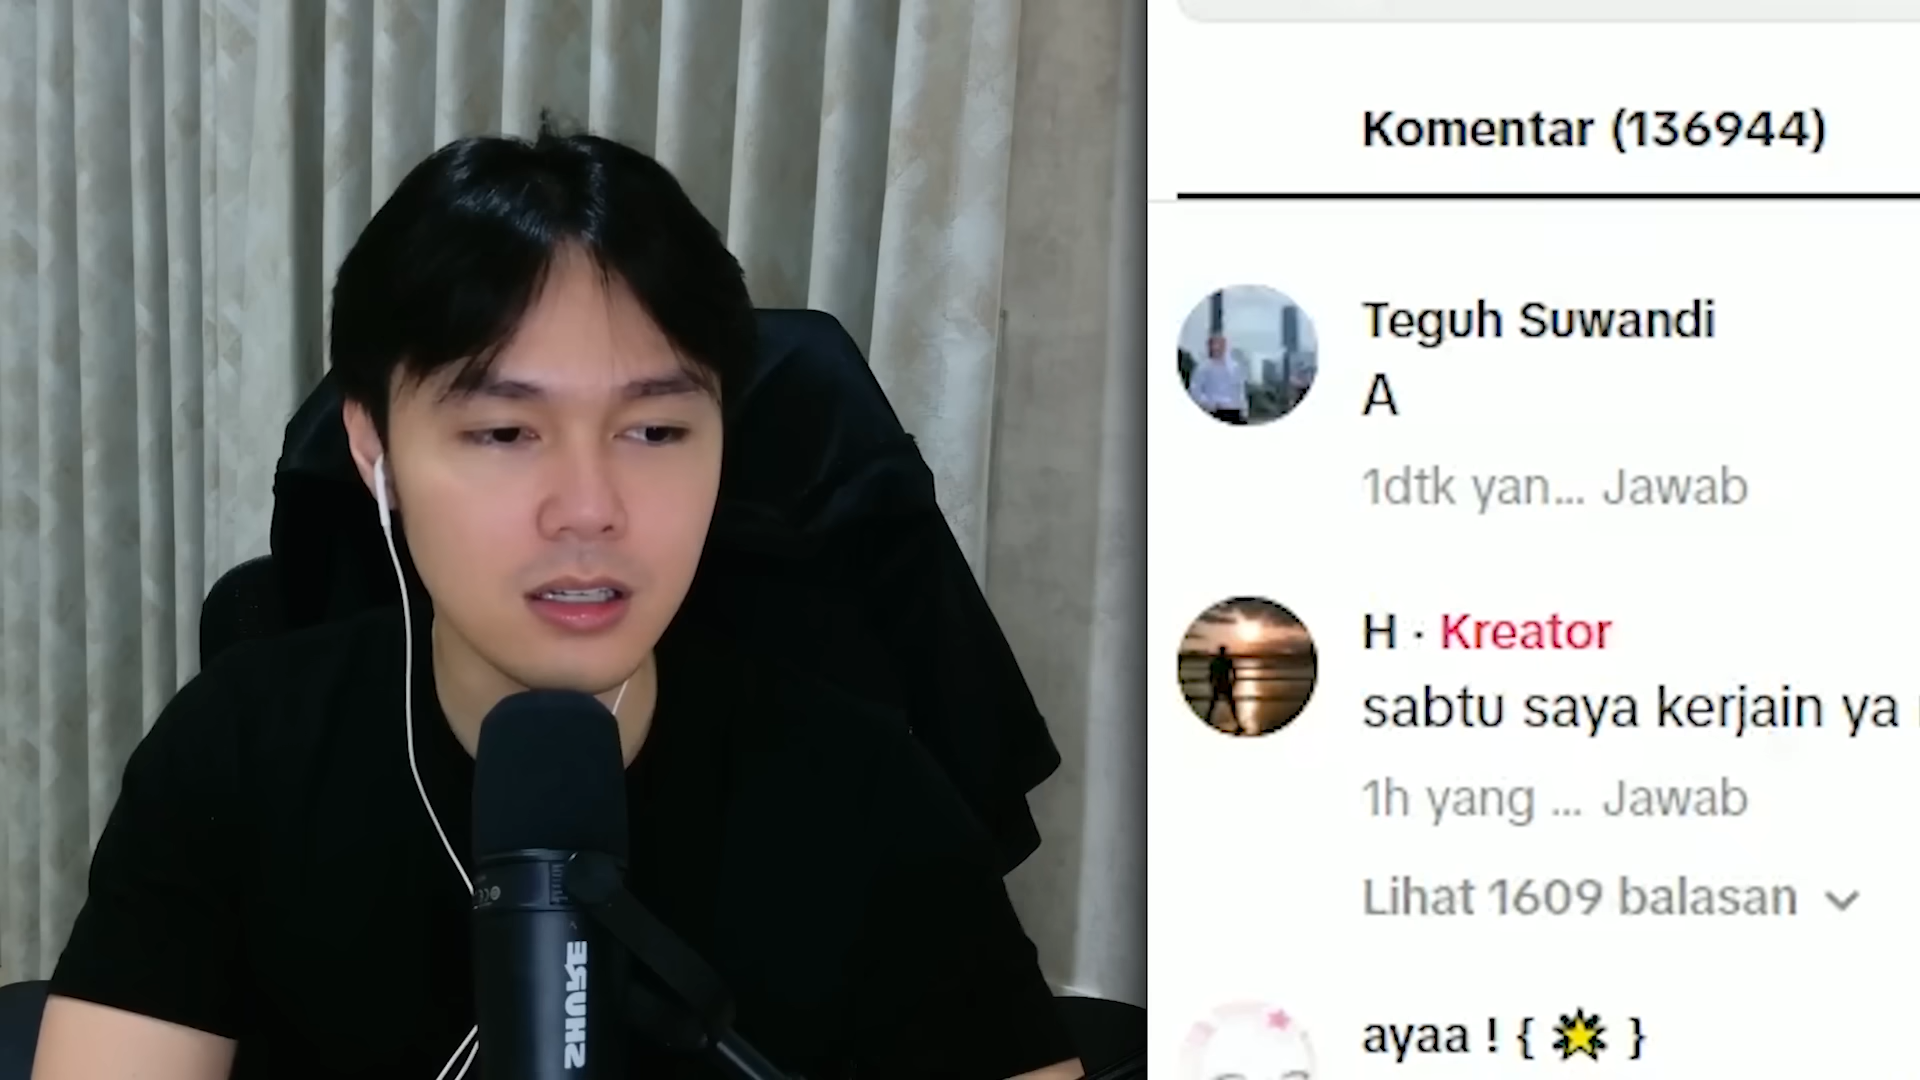 Komentar (136944)
Teguh Suwandi
A
1dtk yan... Jawab
H · Kreator
sabtu saya kerjain ya
1h yang ... Jawab
Lihat 1609 balasan
ayaa ! { 🌟 }
SHURE